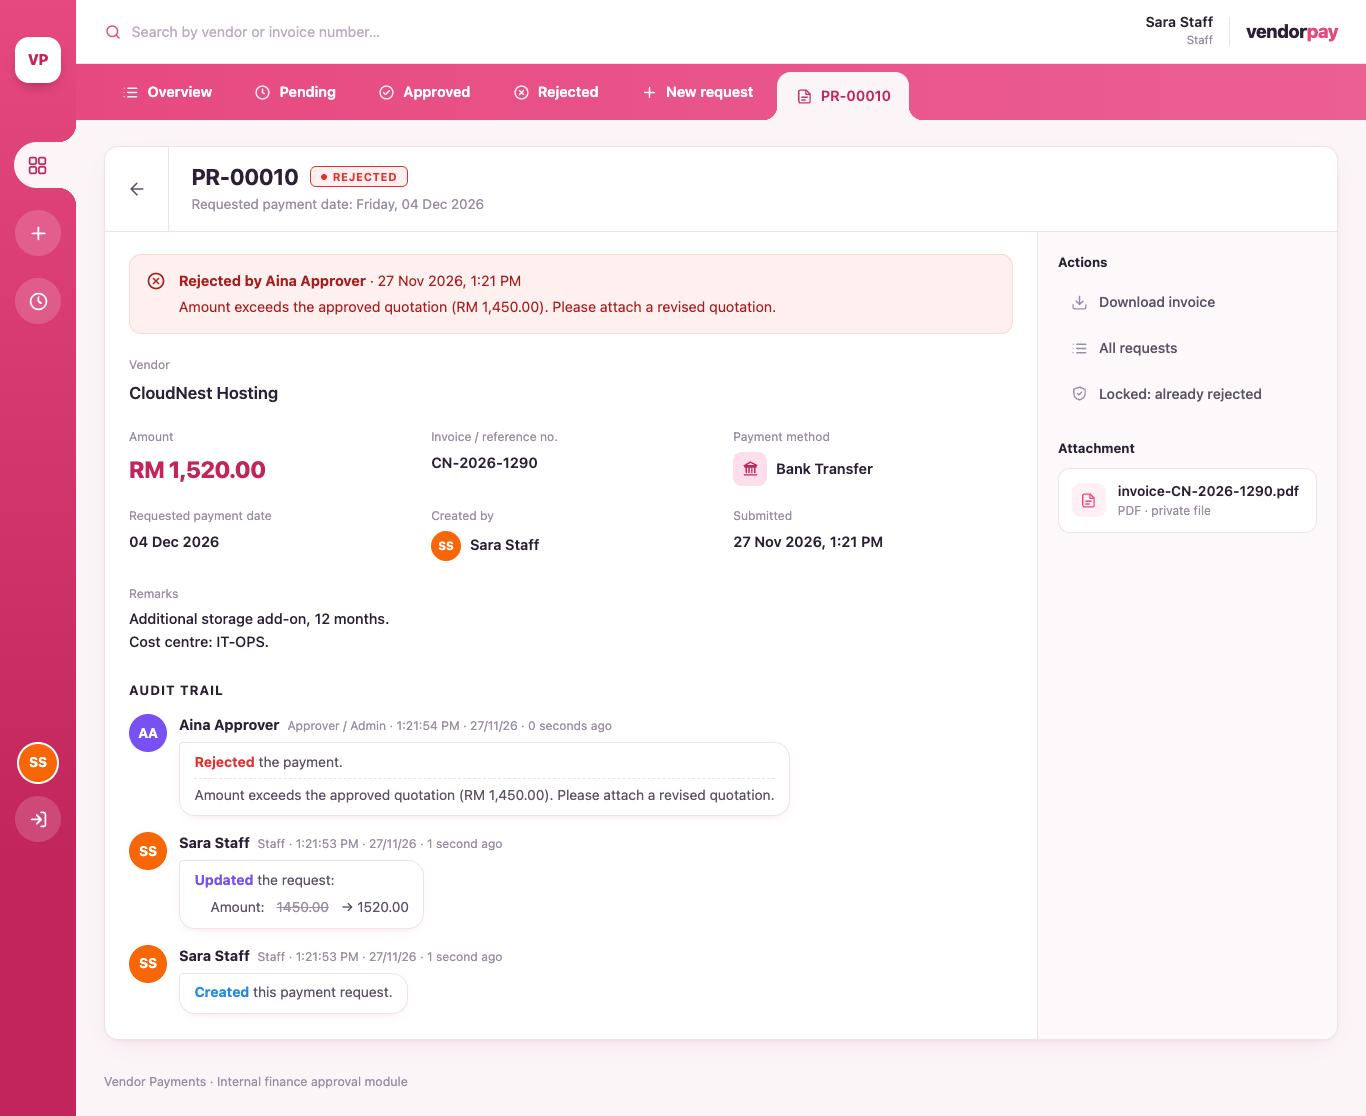 VP
Search by vendor or invoice number...
Sara Staff
Staff
vendorpay
Overview
Pending
Approved
Rejected
New request
PR-00010
PR-00010
REJECTED
Requested payment date: Friday, 04 Dec 2026
Rejected by Aina Approver · 27 Nov 2026, 1:21 PM
Amount exceeds the approved quotation (RM 1,450.00). Please attach a revised quotation.
Vendor
CloudNest Hosting
Amount
RM 1,520.00
Invoice / reference no.
CN-2026-1290
Payment method
Bank Transfer
Requested payment date
04 Dec 2026
Created by
SS
Sara Staff
Submitted
27 Nov 2026, 1:21 PM
Remarks
Additional storage add-on, 12 months.
Cost centre: IT-OPS.
AUDIT TRAIL
AA
Aina Approver Approver / Admin · 1:21:54 PM · 27/11/26 · 0 seconds ago
Rejected the payment.
Amount exceeds the approved quotation (RM 1,450.00). Please attach a revised quotation.
SS
Sara Staff Staff · 1:21:53 PM · 27/11/26 · 1 second ago
Updated the request:
Amount: 1450.00 → 1520.00
SS
Sara Staff Staff · 1:21:53 PM · 27/11/26 · 1 second ago
Created this payment request.
Actions
Download invoice
All requests
Locked: already rejected
Attachment
invoice-CN-2026-1290.pdf
PDF · private file
SS
Vendor Payments · Internal finance approval module